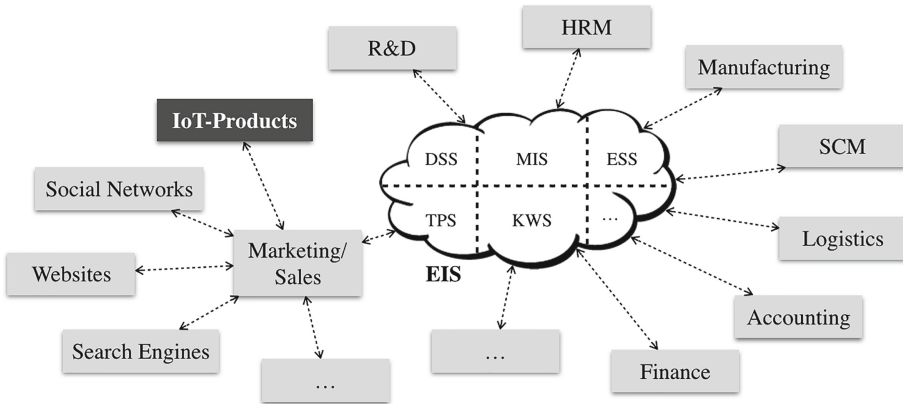 HRM
R&D
Manufacturing
IoT-Products
DSS
MIS
ESS
SCM
Social Networks
TPS
KWS
...
Marketing/
Sales
Logistics
Websites
EIS
Accounting
Search Engines
...
...
Finance